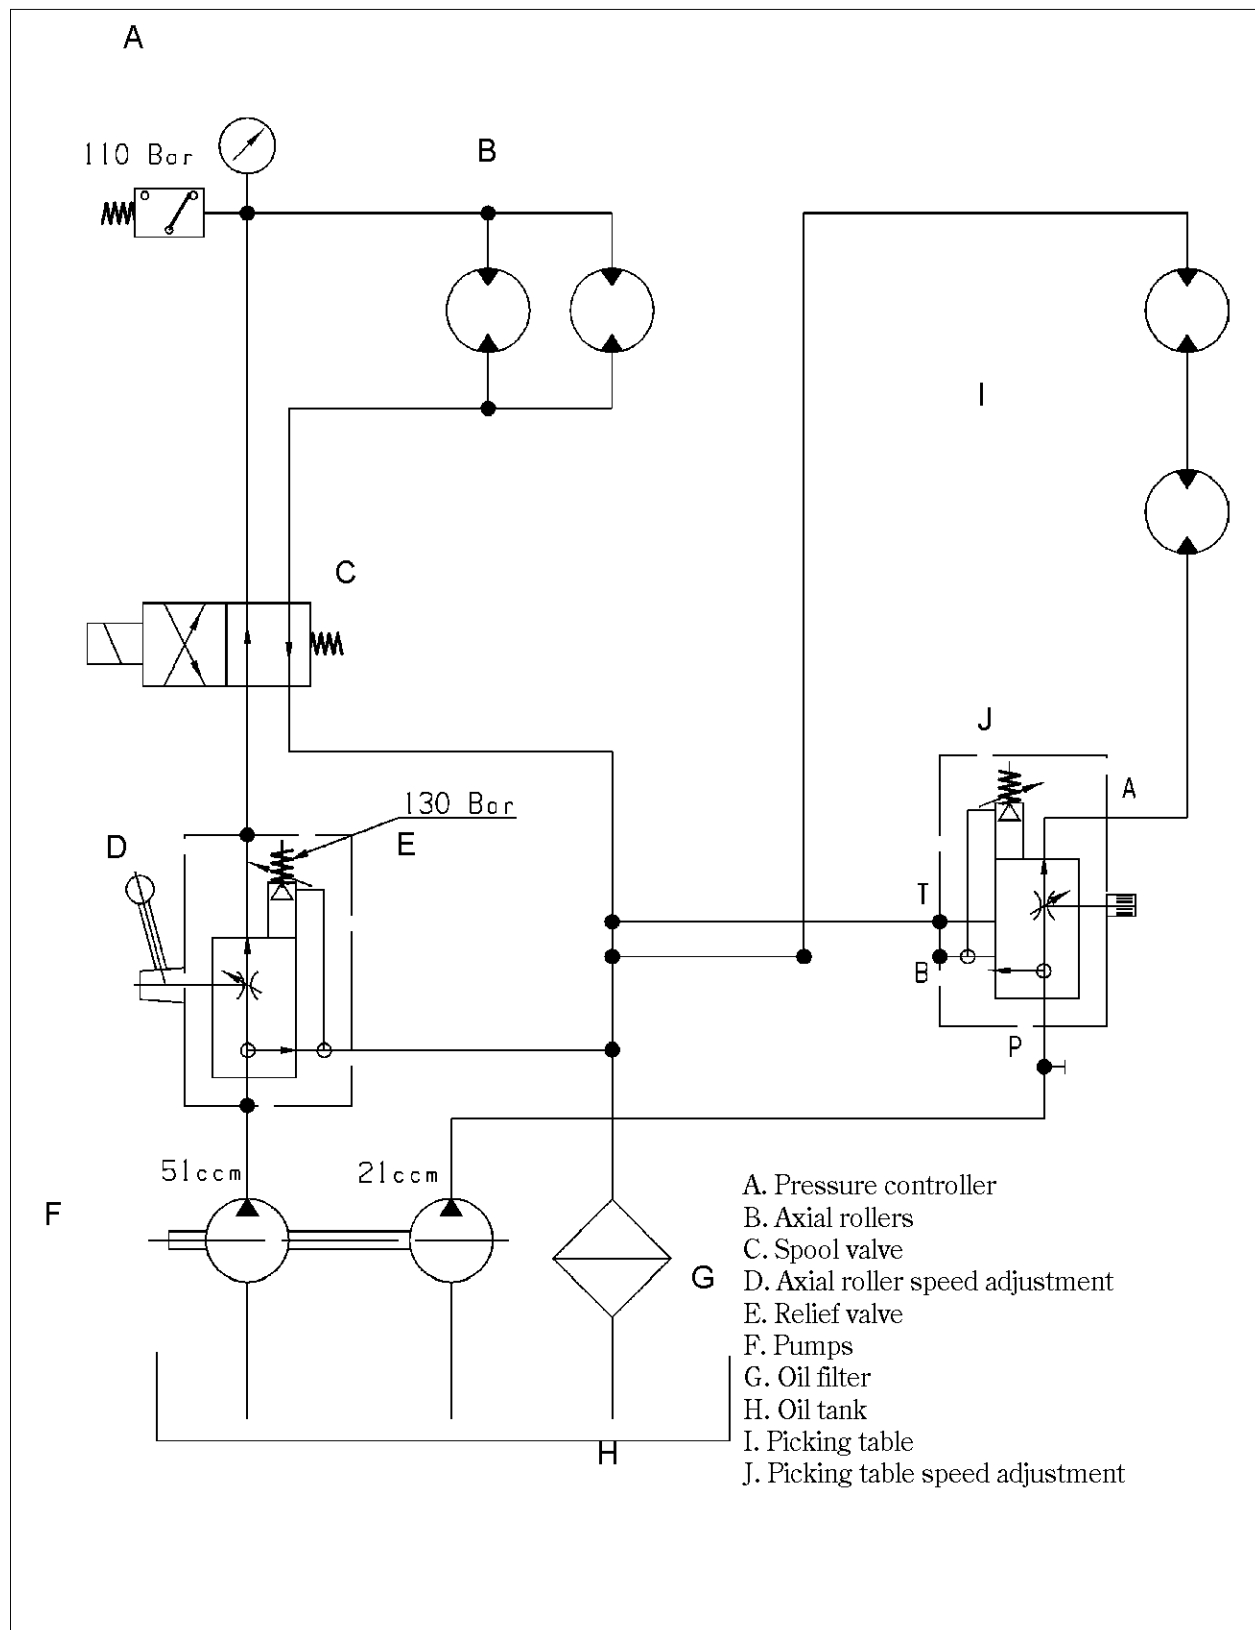 A
110 Bar
B
I
C
J
A
130 Bar
D
E
T
B
P
51ccm
21ccm
F
G
H
A. Pressure controller
B. Axial rollers
C. Spool valve
D. Axial roller speed adjustment
E. Relief valve
F. Pumps
G. Oil filter
H. Oil tank
I. Picking table
J. Picking table speed adjustment